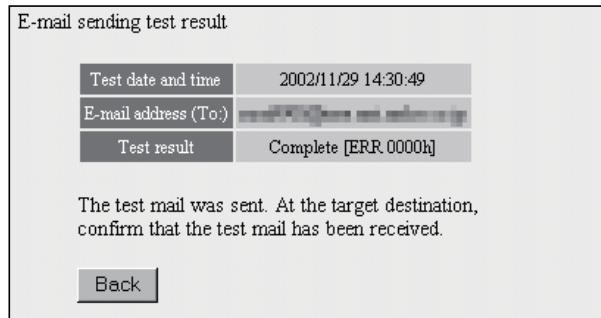 E-mail sending test result
Test date and time 2002/11/29 14:30:49
E-mail address (To:)
Test result Complete [ERR 0000h]
The test mail was sent. At the target destination,
confirm that the test mail has been received.
Back